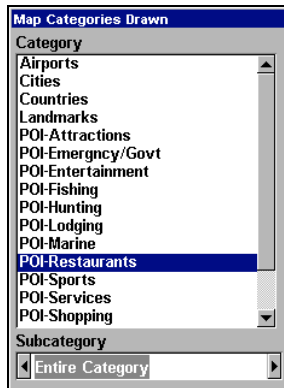 Map Categories Drawn
Category
Airports
Cities
Countries
Landmarks
POI-Attractions
POI-Emergncy/Govt
POI-Entertainment
POI-Fishing
POI-Hunting
POI-Lodging
POI-Marine
POI-Restaurants
POI-Sports
POI-Services
POI-Shopping
Subcategory
Entire Category